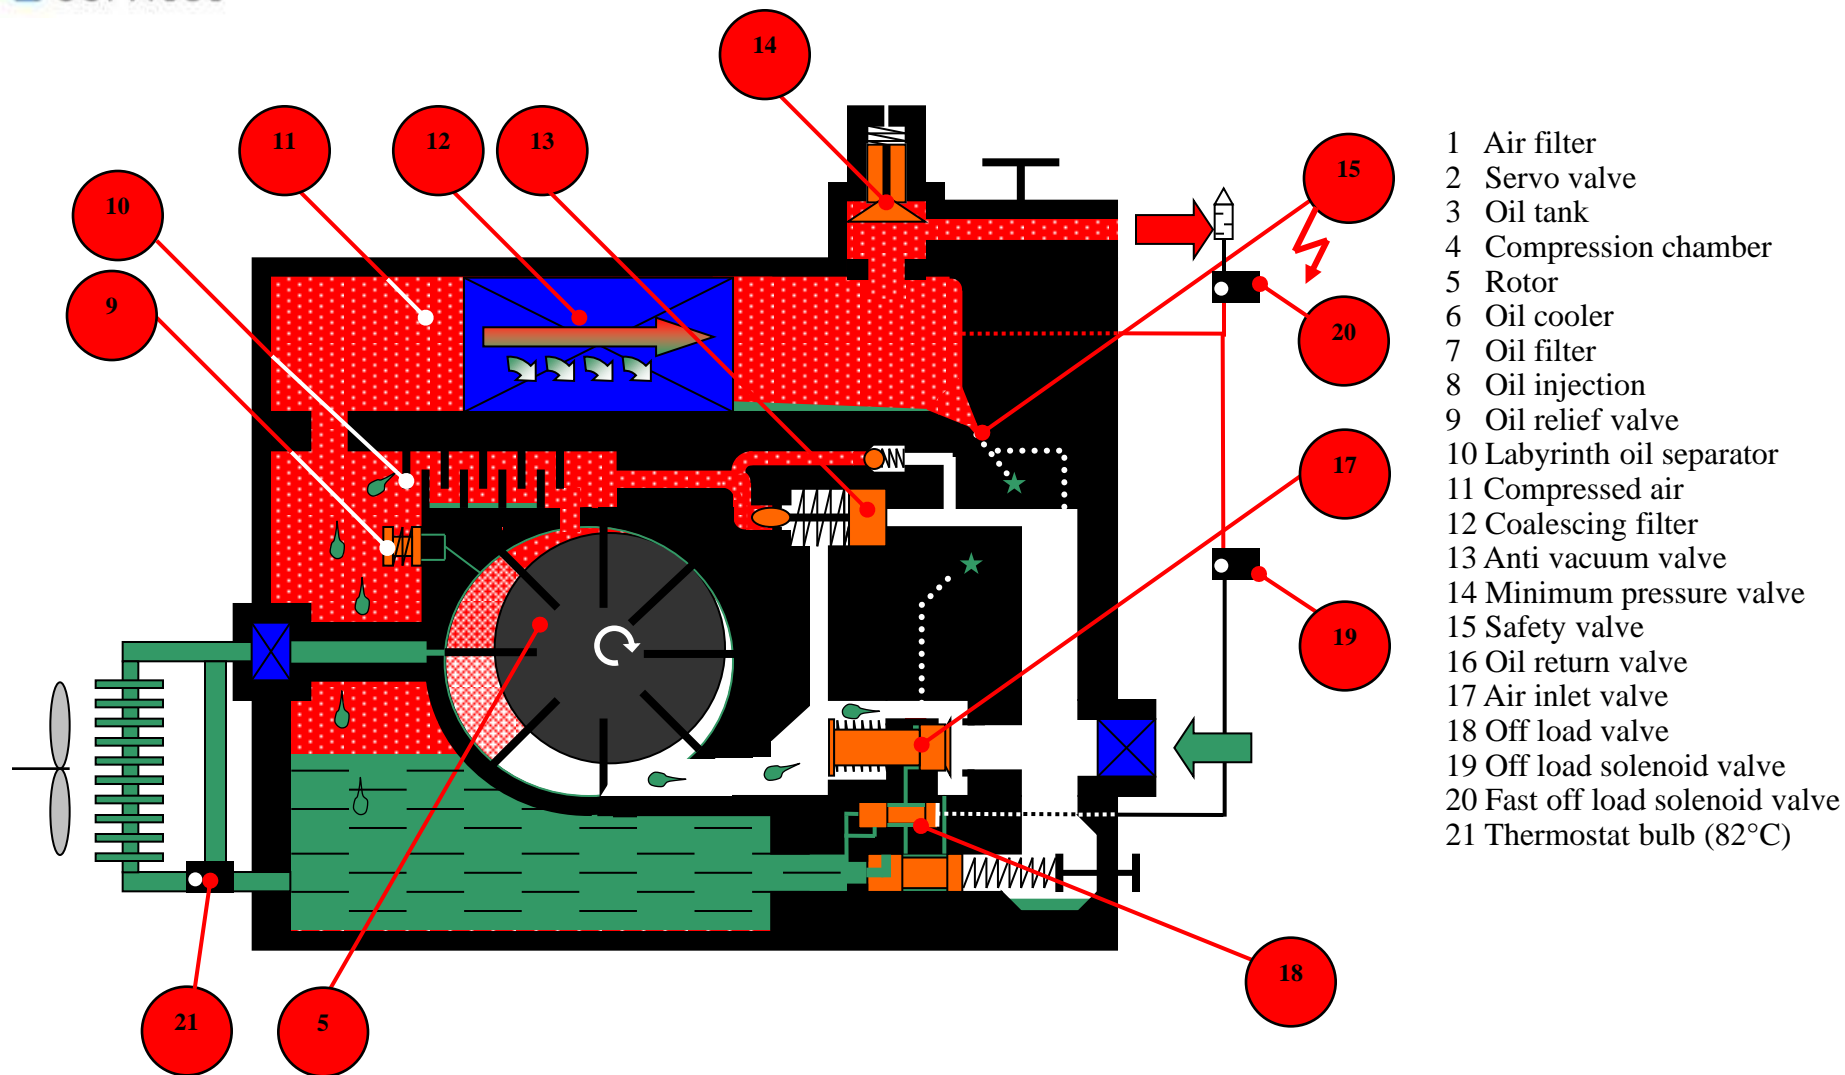 14
11
12
13
15
10
9
20
17
19
18
21
5
1 Air filter
2 Servo valve
3 Oil tank
4 Compression chamber
5 Rotor
6 Oil cooler
7 Oil filter
8 Oil injection
9 Oil relief valve
10 Labyrinth oil separator
11 Compressed air
12 Coalescing filter
13 Anti vacuum valve
14 Minimum pressure valve
15 Safety valve
16 Oil return valve
17 Air inlet valve
18 Off load valve
19 Off load solenoid valve
20 Fast off load solenoid valve
21 Thermostat bulb (82°C)